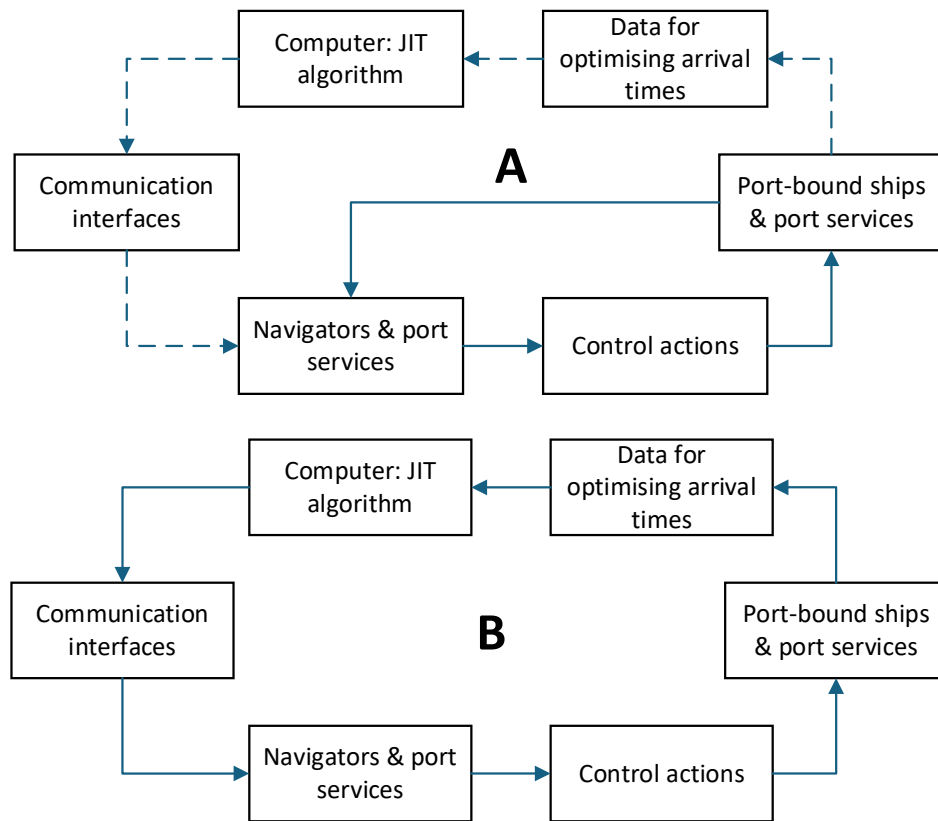 Computer: JIT
algorithm
Data for
optimising arrival
times
Communication
interfaces
A
Port-bound ships
& port services
Navigators & port
services
Control actions
Computer: JIT
algorithm
Data for
optimising arrival
times
Communication
interfaces
B
Port-bound ships
& port services
Navigators & port
services
Control actions